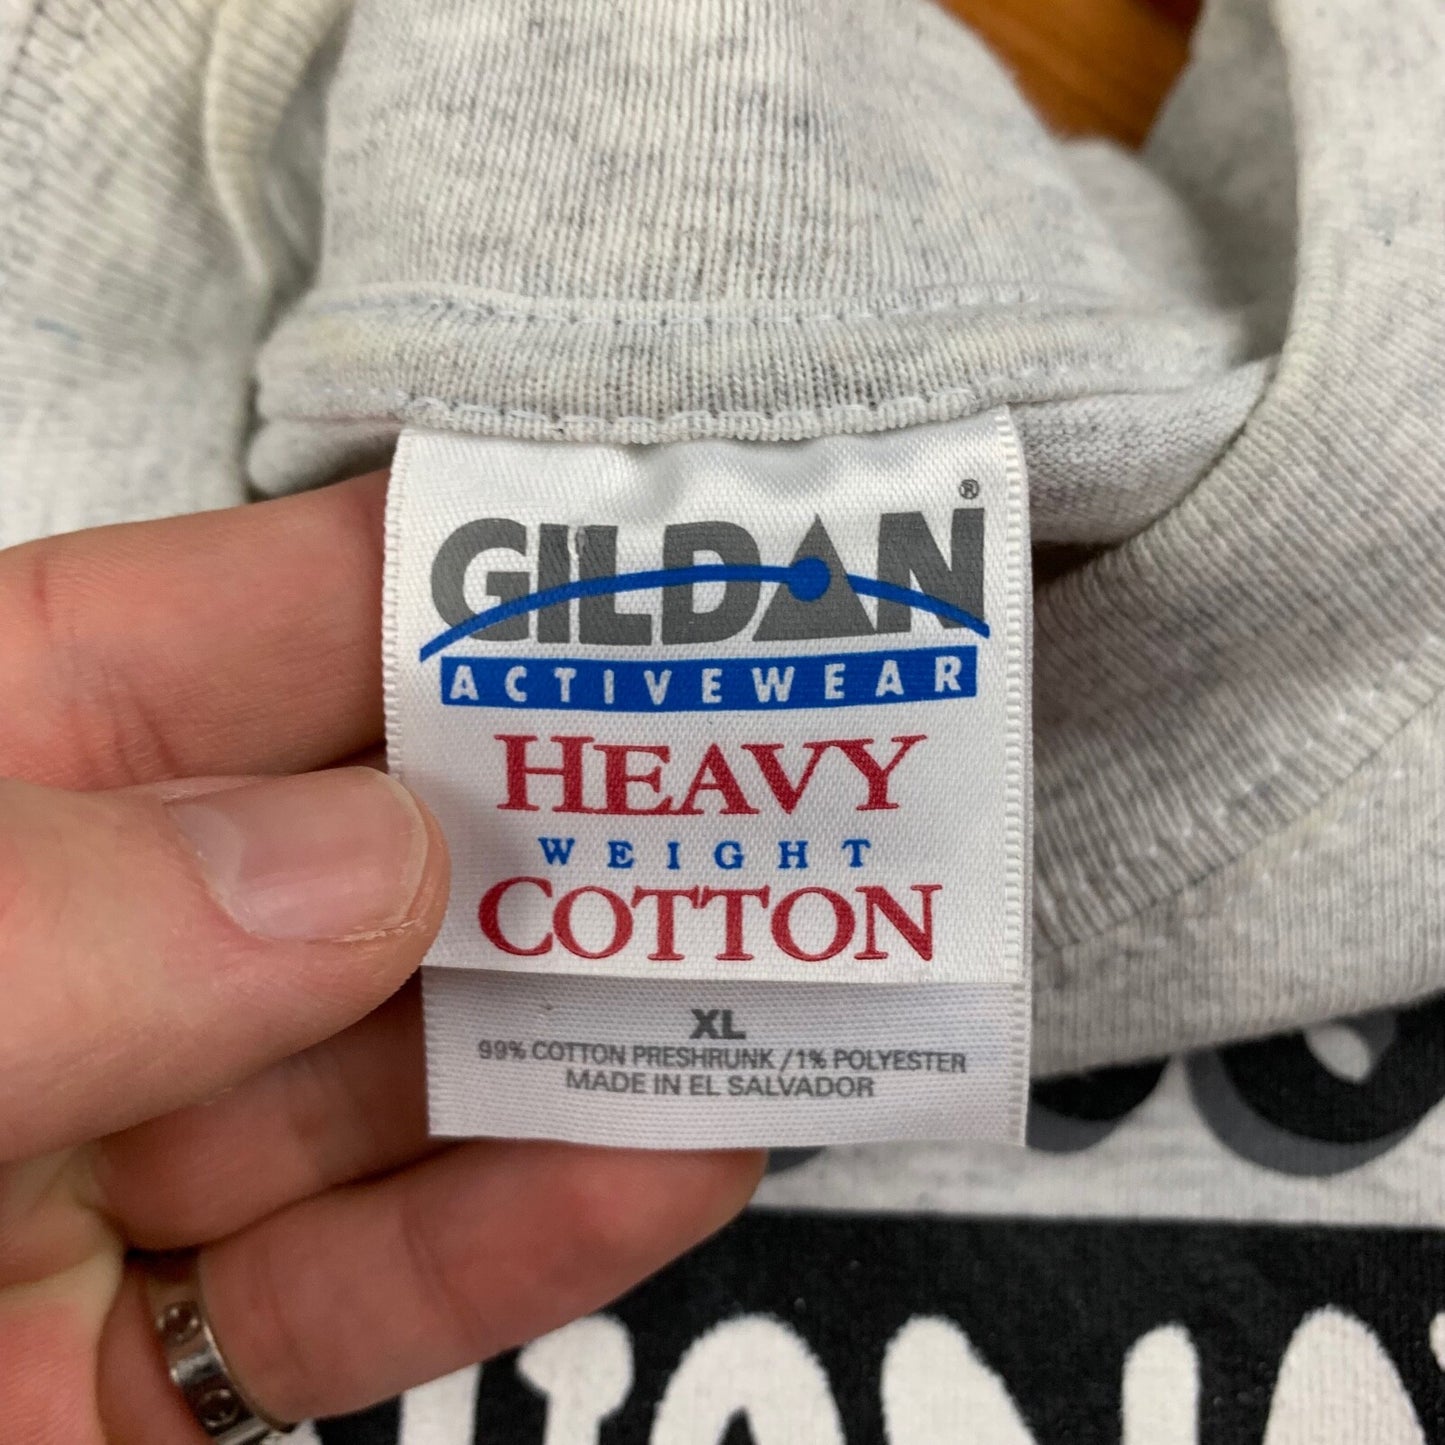 GILDAN®
ACTIVEWEAR
HEAVY
WEIGHT
COTTON
XL
99% COTTON PRESHRUNK / 1% POLYESTER
MADE IN EL SALVADOR